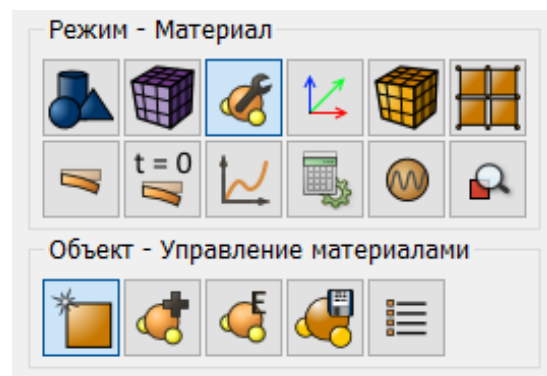 Режим - Материал
t = 0
Объект - Управление материалами
E